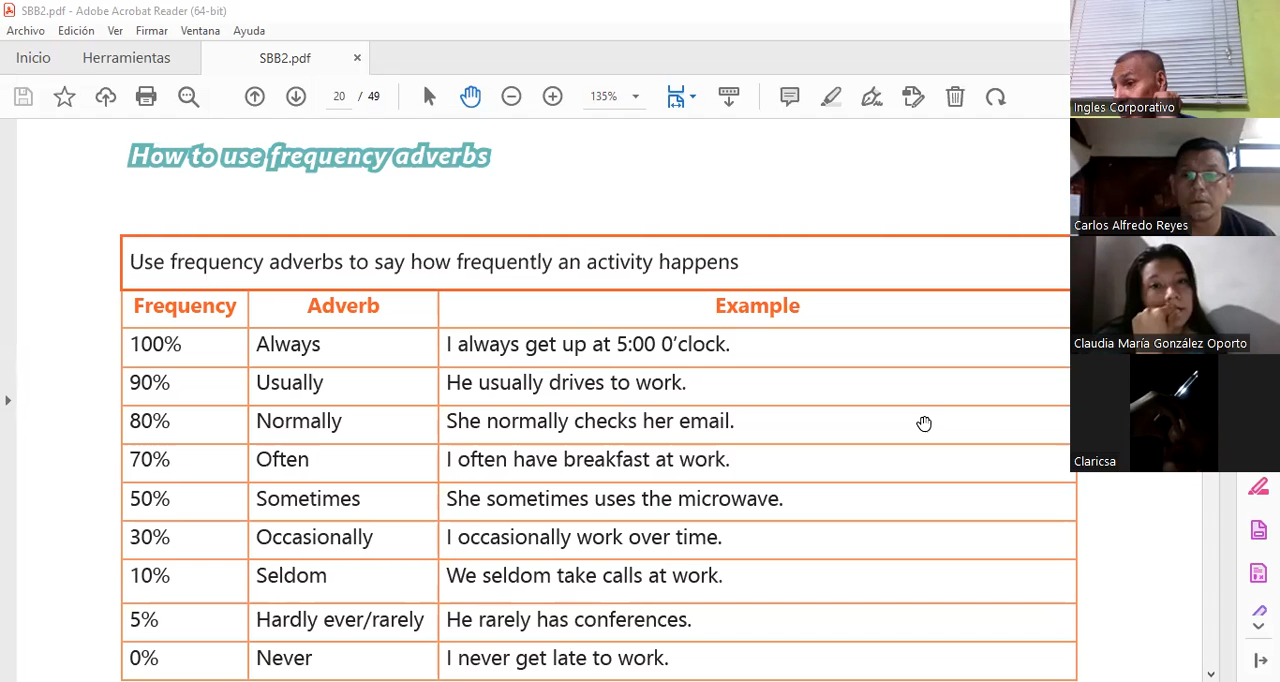 SBB2.pdf - Adobe Acrobat Reader (64-bit)
Archivo Edición Ver Firmar Ventana Ayuda
Inicio Herramientas SBB2.pdf ×
20 / 49 135%
How to use frequency adverbs
Use frequency adverbs to say how frequently an activity happens
Frequency Adverb Example
100% Always I always get up at 5:00 0’clock.
90% Usually He usually drives to work.
80% Normally She normally checks her email.
70% Often I often have breakfast at work.
50% Sometimes She sometimes uses the microwave.
30% Occasionally I occasionally work over time.
10% Seldom We seldom take calls at work.
5% Hardly ever/rarely He rarely has conferences.
0% Never I never get late to work.
Ingles Corporativo
Carlos Alfredo Reyes
Claudia María González Oporto
Claricsa